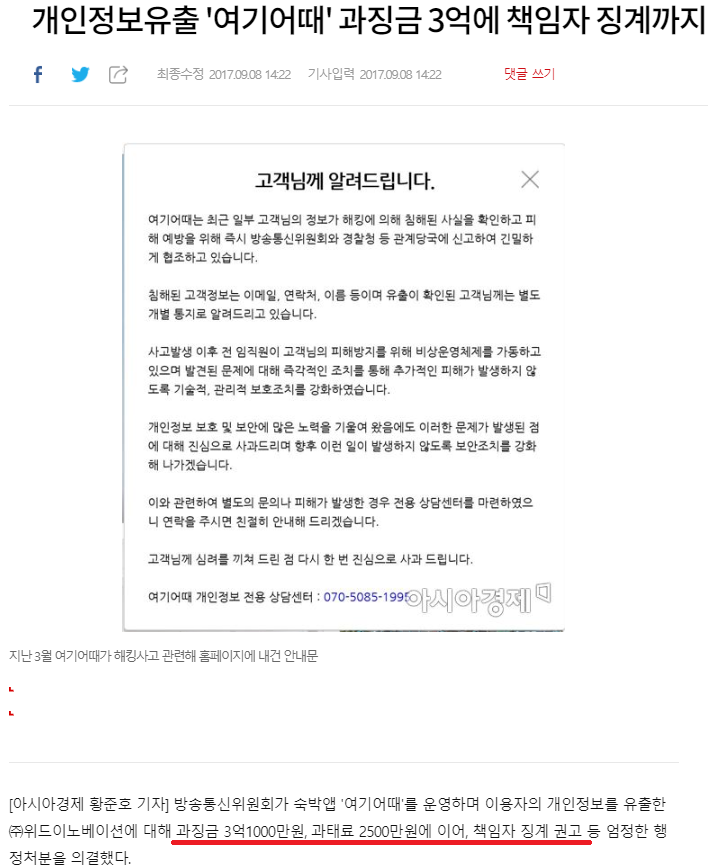 개인정보유출 '여기어때' 과징금 3억에 책임자 징계까지
최종수정 2017.09.08 14:22 기사입력 2017.09.08 14:22 댓글 쓰기
고객님께 알려드립니다.
여기어때는 최근 일부 고객님의 정보가 해킹에 의해 침해된 사실을 확인하고 피
해 예방을 위해 즉시 방송통신위원회와 경찰청 등 관계당국에 신고하여 긴밀하
게 협조하고 있습니다.
침해된 고객정보는 이메일, 연락처, 이름 등이며 유출이 확인된 고객님께는 별도
개별 통지로 알려드리고 있습니다.
사고발생 이후 전 임직원이 고객님의 피해방지를 위해 비상운영체제를 가동하고
있으며 발견된 문제에 대해 즉각적인 조치를 통해 추가적인 피해가 발생하지 않
도록 기술적, 관리적 보호조치를 강화하였습니다.
개인정보 보호 및 보안에 많은 노력을 기울여 왔음에도 이러한 문제가 발생된 점
에 대해 진심으로 사과드리며 향후 이런 일이 발생하지 않도록 보안조치를 강화
해 나가겠습니다.
이와 관련하여 별도의 문의나 피해가 발생한 경우 전용 상담센터를 마련하였으
니 연락을 주시면 친절히 안내해 드리겠습니다.
고객님께 심려를 끼쳐 드린 점 다시 한 번 진심으로 사과 드립니다.
여기어때 개인정보 전용 상담센터 : 070-5085-1995
아시아경제
지난 3월 여기어때가 해킹사고 관련해 홈페이지에 내건 안내문
[아시아경제 황준호 기자] 방송통신위원회가 숙박앱 '여기어때'를 운영하며 이용자의 개인정보를 유출한
㈜위드이노베이션에 대해 과징금 3억1000만원, 과태료 2500만원에 이어, 책임자 징계 권고 등 엄정한 행
정처분을 의결했다.